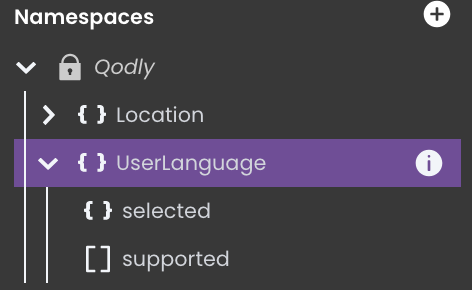 Namespaces
Qodly
{ } Location
{ } UserLanguage
{ } selected
[ ] supported